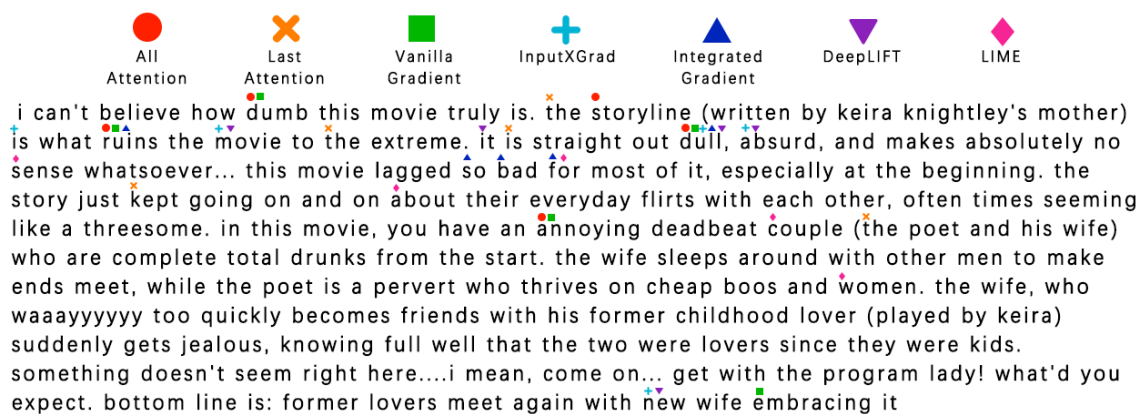 All Attention
Last Attention
Vanilla Gradient
InputXGrad
Integrated Gradient
DeepLIFT
LIME
i can't believe how dumb this movie truly is. the storyline (written by keira knightley's mother)
is what ruins the movie to the extreme. it is straight out dull, absurd, and makes absolutely no
sense whatsoever... this movie lagged so bad for most of it, especially at the beginning. the
story just kept going on and on about their everyday flirts with each other, often times seeming
like a threesome. in this movie, you have an annoying deadbeat couple (the poet and his wife)
who are complete total drunks from the start. the wife sleeps around with other men to make
ends meet, while the poet is a pervert who thrives on cheap boos and women. the wife, who
waaayyyyyy too quickly becomes friends with his former childhood lover (played by keira)
suddenly gets jealous, knowing full well that the two were lovers since they were kids.
something doesn't seem right here....i mean, come on... get with the program lady! what'd you
expect. bottom line is: former lovers meet again with new wife embracing it